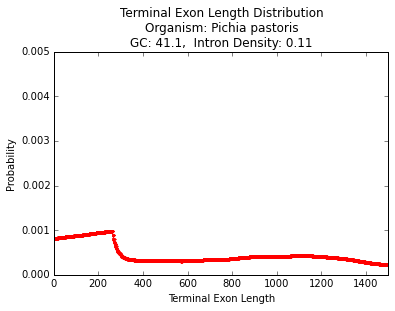 Terminal Exon Length Distribution
Organism: Pichia pastoris
GC: 41.1,  Intron Density: 0.11
0.005
0.004
0.003
0.002
0.001
0.000
Probability
0
200
400
600
800
1000
1200
1400
Terminal Exon Length